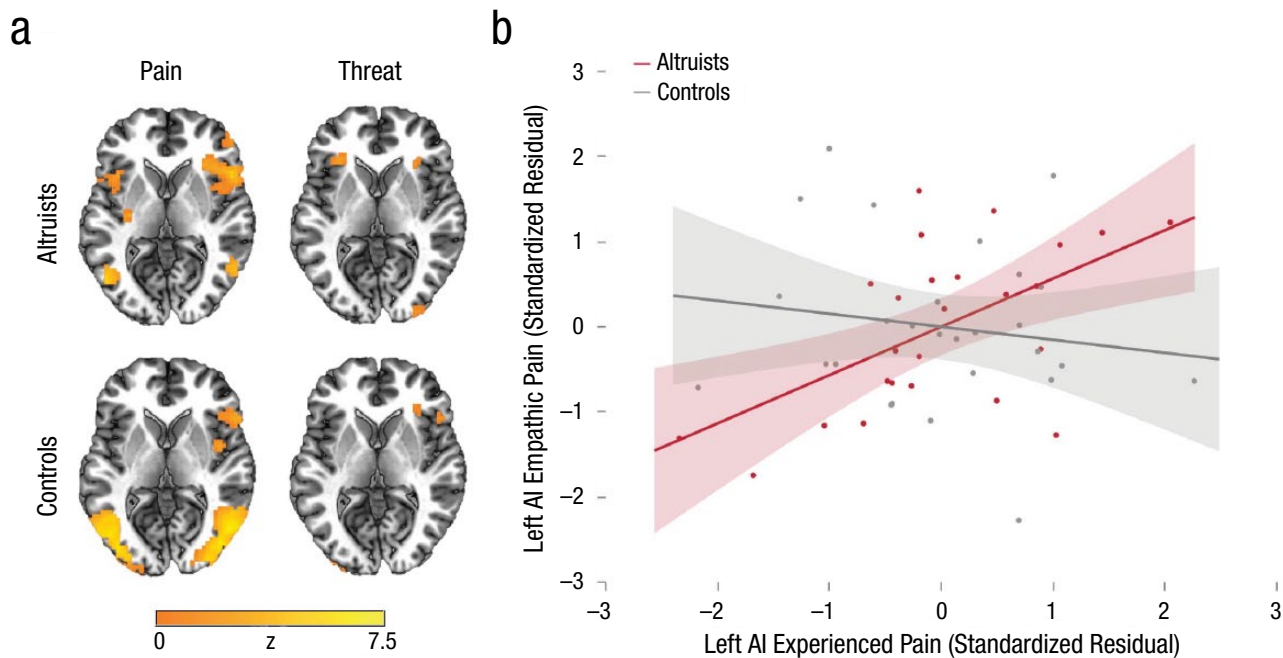 a
Pain
Threat
Altruists
Controls
0
z
7.5
b
Altruists
Controls
Left AI Empathic Pain (Standardized Residual)
3
2
1
0
−1
−2
−3
−3
−2
−1
0
1
2
3
Left AI Experienced Pain (Standardized Residual)